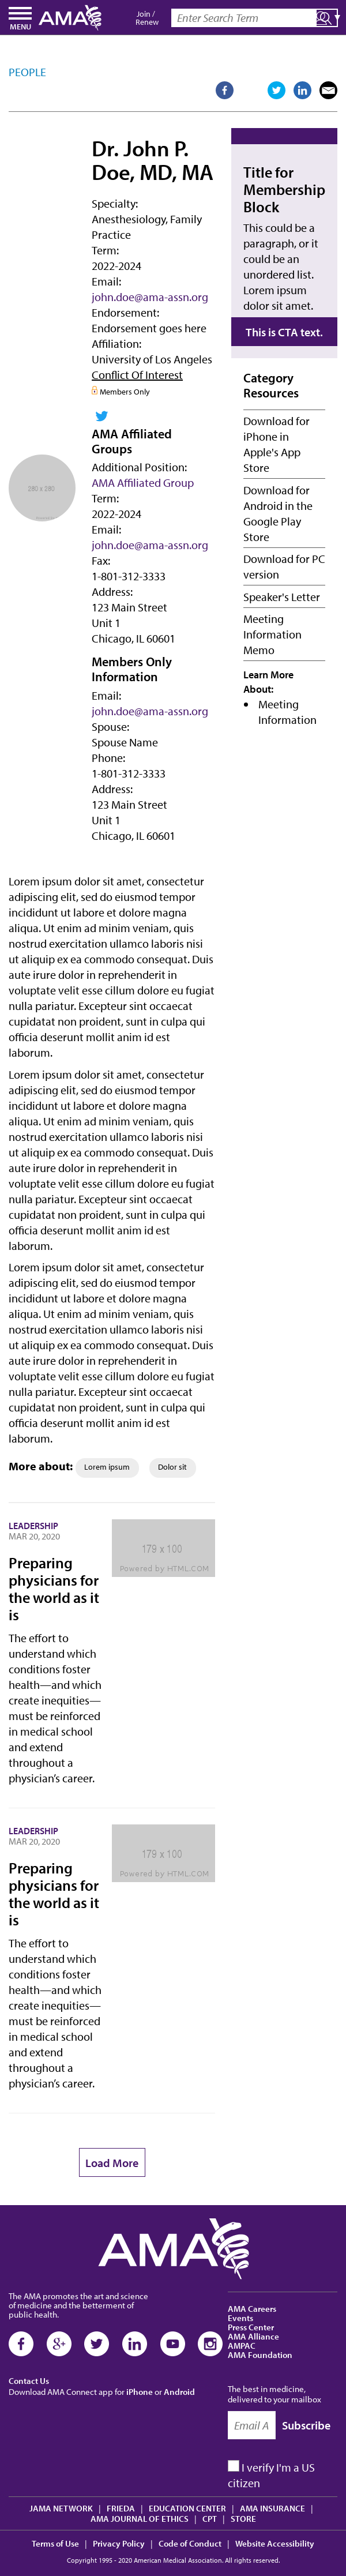 MENU
AMA
Join /
Renew
Enter Search Term
PEOPLE
Dr. John P.
Doe, MD, MA
Specialty:
Anesthesiology, Family
Practice
Term:
2022-2024
Email:
john.doe@ama-assn.org
Endorsement:
Endorsement goes here
Affiliation:
University of Los Angeles
Conflict Of Interest
Members Only
280 x 280
AMA Affiliated
Groups
Additional Position:
AMA Affiliated Group
Term:
2022-2024
Email:
john.doe@ama-assn.org
Fax:
1-801-312-3333
Address:
123 Main Street
Unit 1
Chicago, IL 60601
Members Only
Information
Email:
john.doe@ama-assn.org
Spouse:
Spouse Name
Phone:
1-801-312-3333
Address:
123 Main Street
Unit 1
Chicago, IL 60601
Title for
Membership
Block
This could be a
paragraph, or it
could be an
unordered list.
Lorem ipsum
dolor sit amet.
This is CTA text.
Category
Resources
Download for
iPhone in
Apple's App
Store
Download for
Android in the
Google Play
Store
Download for PC
version
Speaker's Letter
Meeting
Information
Memo
Learn More
About:
Meeting
Information
Lorem ipsum dolor sit amet, consectetur
adipiscing elit, sed do eiusmod tempor
incididunt ut labore et dolore magna
aliqua. Ut enim ad minim veniam, quis
nostrud exercitation ullamco laboris nisi
ut aliquip ex ea commodo consequat. Duis
aute irure dolor in reprehenderit in
voluptate velit esse cillum dolore eu fugiat
nulla pariatur. Excepteur sint occaecat
cupidatat non proident, sunt in culpa qui
officia deserunt mollit anim id est
laborum.
Lorem ipsum dolor sit amet, consectetur
adipiscing elit, sed do eiusmod tempor
incididunt ut labore et dolore magna
aliqua. Ut enim ad minim veniam, quis
nostrud exercitation ullamco laboris nisi
ut aliquip ex ea commodo consequat. Duis
aute irure dolor in reprehenderit in
voluptate velit esse cillum dolore eu fugiat
nulla pariatur. Excepteur sint occaecat
cupidatat non proident, sunt in culpa qui
officia deserunt mollit anim id est
laborum.
Lorem ipsum dolor sit amet, consectetur
adipiscing elit, sed do eiusmod tempor
incididunt ut labore et dolore magna
aliqua. Ut enim ad minim veniam, quis
nostrud exercitation ullamco laboris nisi
ut aliquip ex ea commodo consequat. Duis
aute irure dolor in reprehenderit in
voluptate velit esse cillum dolore eu fugiat
nulla pariatur. Excepteur sint occaecat
cupidatat non proident, sunt in culpa qui
officia deserunt mollit anim id est
laborum.
More about: Lorem ipsum Dolor sit
LEADERSHIP
MAR 20, 2020
Preparing
physicians for
the world as it
is
The effort to
understand which
conditions foster
health—and which
create inequities—
must be reinforced
in medical school
and extend
throughout a
physician's career.
179 x 100
Powered by HTML.COM
LEADERSHIP
MAR 20, 2020
Preparing
physicians for
the world as it
is
The effort to
understand which
conditions foster
health—and which
create inequities—
must be reinforced
in medical school
and extend
throughout a
physician's career.
179 x 100
Powered by HTML.COM
Load More
AMA
The AMA promotes the art and science
of medicine and the betterment of
public health.
Contact Us
Download AMA Connect app for iPhone or Android
AMA Careers
Events
Press Center
AMA Alliance
AMPAC
AMA Foundation
The best in medicine,
delivered to your mailbox
Email A
Subscribe
I verify I'm a US
citizen
JAMA NETWORK | FRIEDA | EDUCATION CENTER | AMA INSURANCE |
AMA JOURNAL OF ETHICS | CPT | STORE
Terms of Use | Privacy Policy | Code of Conduct | Website Accessibility
Copyright 1995 - 2020 American Medical Association. All rights reserved.